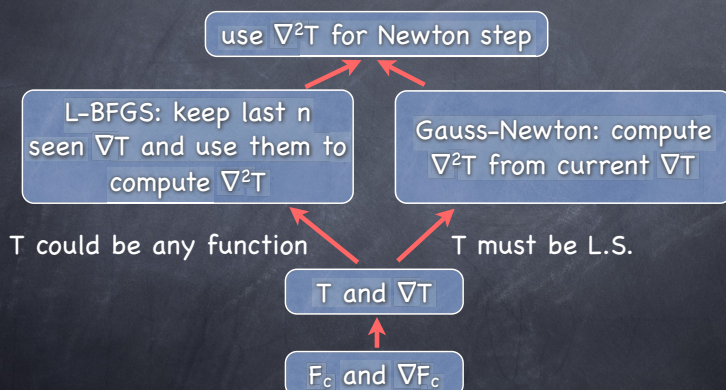 use ∇²T for Newton step
L-BFGS: keep last n
seen ∇T and use them to
compute ∇²T
Gauss-Newton: compute
∇²T from current ∇T
T could be any function
T must be L.S.
T and ∇T
F꜀ and ∇F꜀